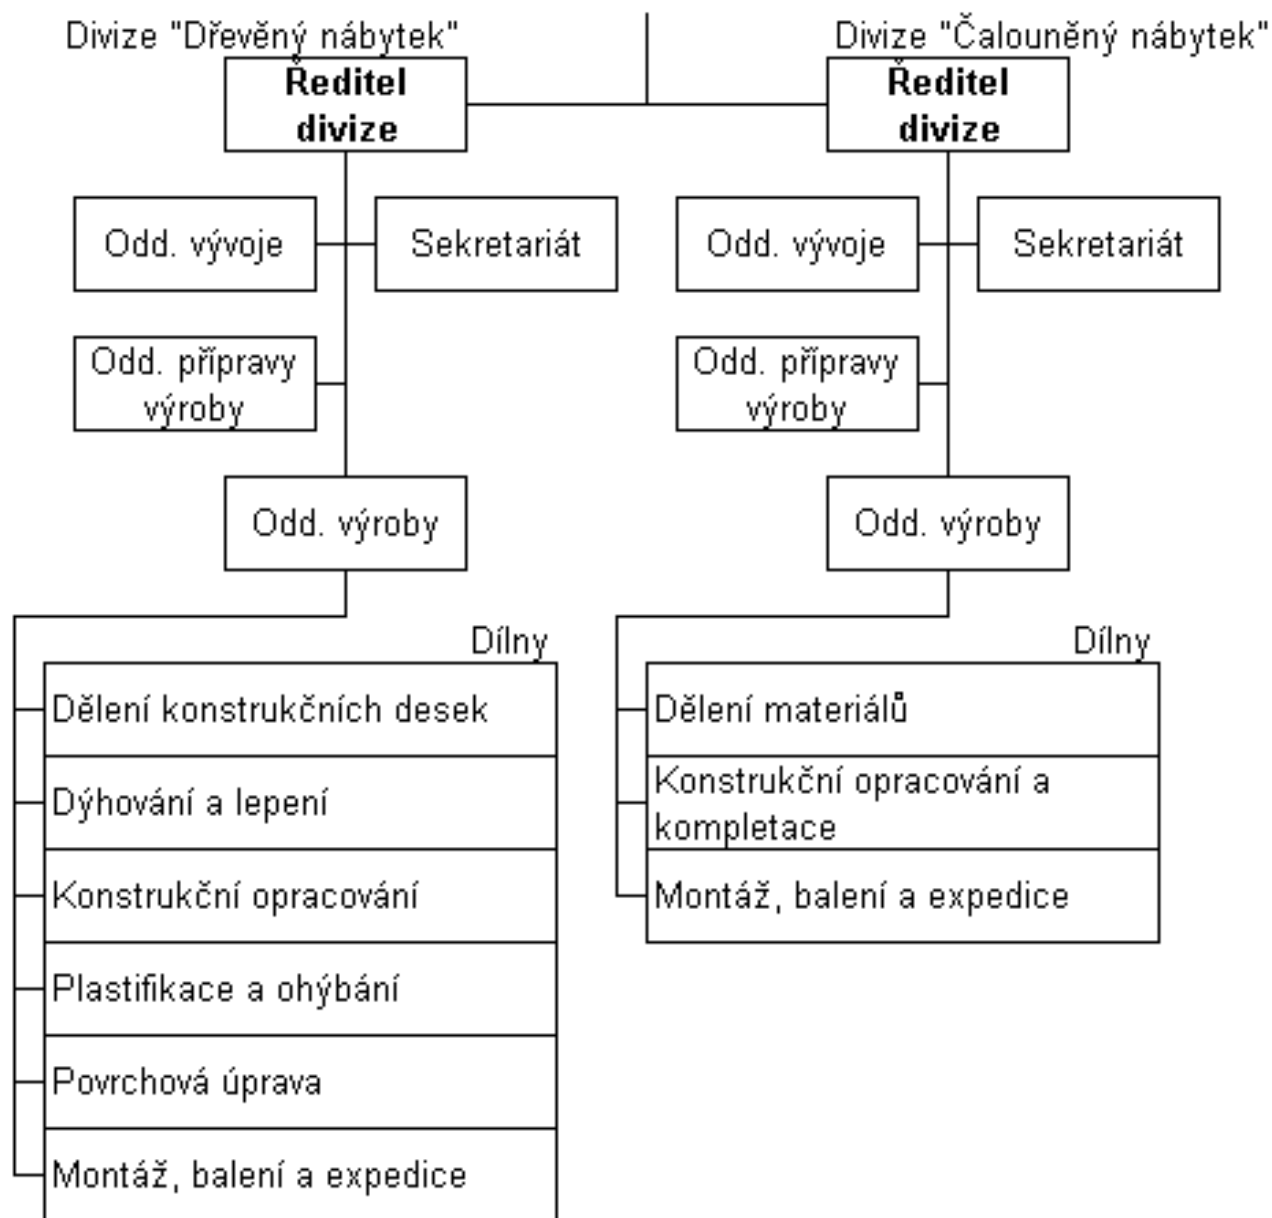 Divize "Dřevěný nábytek"
Ředitel
divize
Odd. vývoje
Sekretariát
Odd. přípravy
výroby
Odd. výroby
Dílny
Dělení konstrukčních desek
Dýhování a lepení
Konstrukční opracování
Plastifikace a ohýbání
Povrchová úprava
Montáž, balení a expedice
Divize "Čalouněný nábytek"
Ředitel
divize
Odd. vývoje
Sekretariát
Odd. přípravy
výroby
Odd. výroby
Dílny
Dělení materiálů
Konstrukční opracování a
kompletace
Montáž, balení a expedice